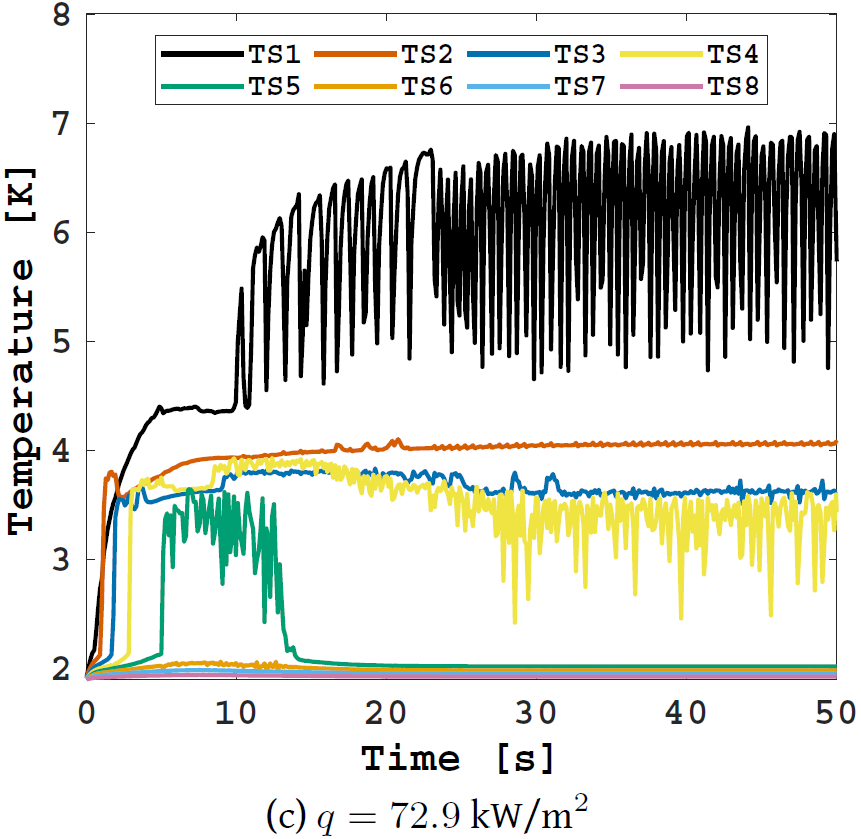 8
TS1 TS2 TS3 TS4
TS5 TS6 TS7 TS8
7
6
5
4
3
2
Temperature [K]
0 10 20 30 40 50
Time [s]
(c) q = 72.9 kW/m²